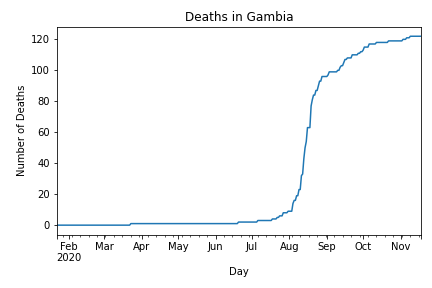 Deaths in Gambia
120
100
80
60
40
20
0
Number of Deaths
Feb Mar Apr May Jun Jul Aug Sep Oct Nov
2020
Day